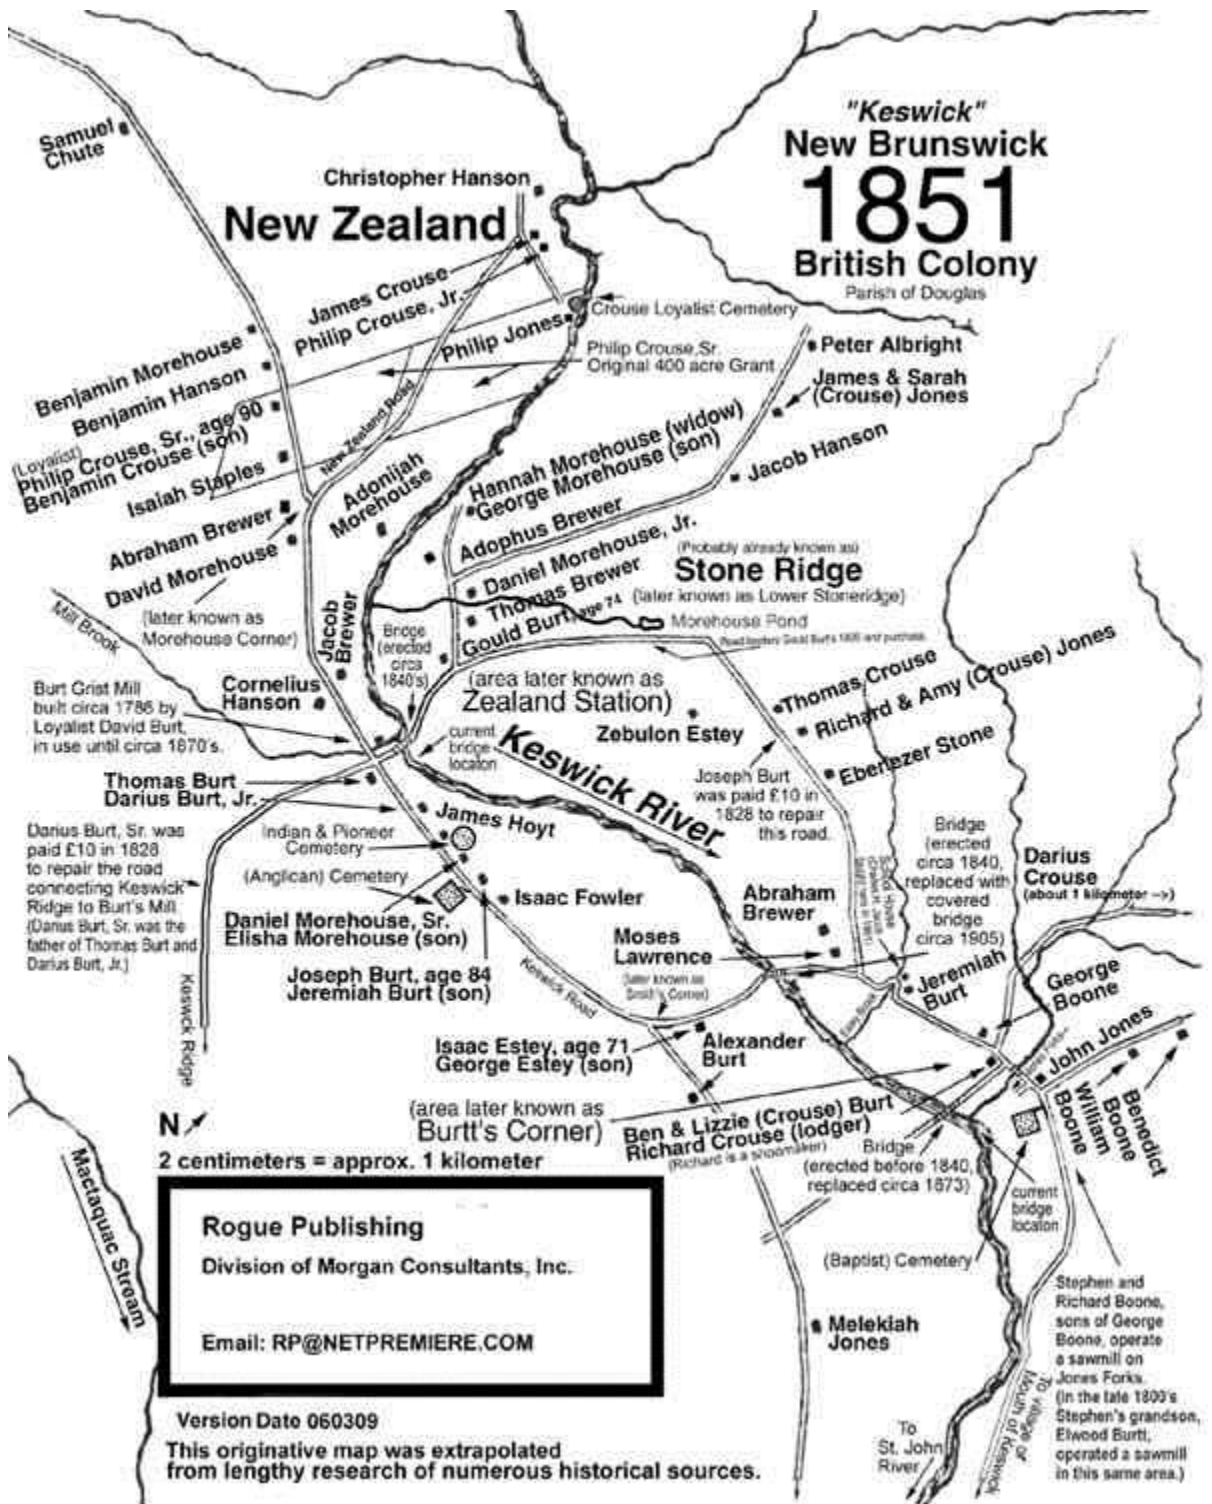 "Keswick"
New Brunswick
1851
British Colony
Parish of Douglas
Samuel
Chute
Christopher Hanson
New Zealand
James Crouse
Philip Crouse, Jr.
Crouse Loyalist Cemetery
Philip Jones
Benjamin Morehouse
Benjamin Hanson
Philip Crouse, Sr.
Original 400 acre Grant
Peter Albright
James & Sarah
(Crouse) Jones
(Loyalist)
Philip Crouse, Sr., age 90
Benjamin Crouse (son)
New Zealand Road
Isaiah Staples
Adonijah
Morehouse
Hannah Morehouse (widow)
George Morehouse (son)
Jacob Hanson
Abraham Brewer
David Morehouse
Adophus Brewer
Daniel Morehouse, Jr.
Thomas Brewer
Gould Burt, age 74
(Probably already known as)
Stone Ridge
(later known as Lower Stoneridge)
Morehouse Pond
(later known as
Morehouse Corner)
Mill Brook
Jacob
Brewer
Bridge
(erected
circa
1840's)
Cornelius
Hanson
(area later known as
Zealand Station)
Burt Grist Mill
built circa 1786 by
Loyalist David Burt,
in use until circa 1870's.
current
bridge
location
Keswick River
Zebulon Estey
Thomas Crouse
Richard & Amy (Crouse) Jones
Ebenezer Stone
Thomas Burt
Darius Burt, Jr.
James Hoyt
Joseph Burt
was paid £10 in
1828 to repair
this road.
Indian & Pioneer
Cemetery
(Anglican) Cemetery
Darius Burt, Sr. was
paid £10 in 1828
to repair the road
connecting Keswick
Ridge to Burt's Mill
(Darius Burt, Sr. was the
father of Thomas Burt and
Darius Burt, Jr.)
Isaac Fowler
Daniel Morehouse, Sr.
Elisha Morehouse (son)
Joseph Burt, age 84
Jeremiah Burt (son)
Keswick Road
Keswick Ridge
Bridge
(erected
circa 1840,
replaced with
covered
bridge
circa 1905)
Darius
Crouse
(about 1 kilometer -->)
Abraham
Brewer
Moses
Lawrence
(later known as
Smith's Corner)
Jeremiah
Burt
George
Boone
Isaac Estey, age 71
George Estey (son)
Alexander
Burt
John Jones
William
Boone
Benedict
Boone
(area later known as
Burtt's Corner)
Ben & Lizzie (Crouse) Burt
Richard Crouse (lodger)
(Richard is a shoemaker)
Bridge
(erected before 1840,
replaced circa 1873)
current
bridge
location
(Baptist) Cemetery
N
2 centimeters = approx. 1 kilometer
Mactaquac Stream
Rogue Publishing
Division of Morgan Consultants, Inc.
Email: RP@NETPREMIERE.COM
Melekiah
Jones
Stephen and
Richard Boone,
sons of George
Boone, operate
a sawmill on
Jones Forks.
(In the late 1800's
Stephen's grandson,
Elwood Burtt,
operated a sawmill
in this same area.)
To
St. John
River
To Village of
Mouth of Keswick
Version Date 060309
This originative map was extrapolated
from lengthy research of numerous historical sources.